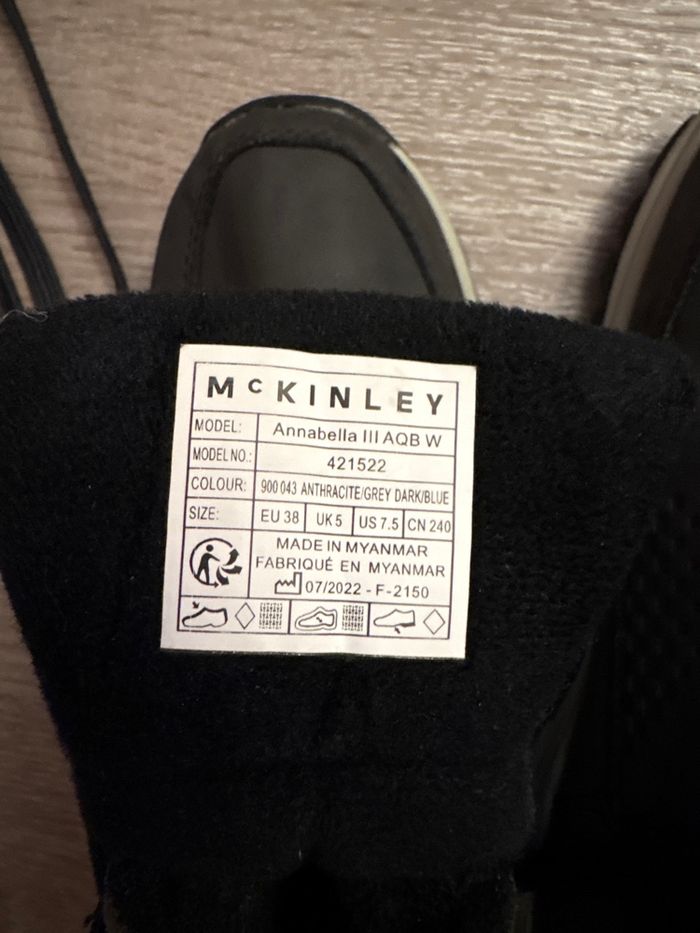 McKINLEY
MODEL: Annabella III AQB W
MODEL NO.: 421522
COLOUR: 900 043 ANTHRACITE/GREY DARK/BLUE
SIZE: EU 38 UK 5 US 7.5 CN 240
MADE IN MYANMAR
FABRIQUÉ EN MYANMAR
07/2022 - F-2150